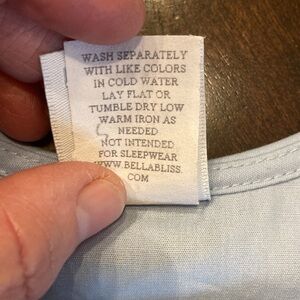 WASH SEPARATELY
WITH LIKE COLORS
IN COLD WATER
LAY FLAT OR
TUMBLE DRY LOW
WARM IRON AS
NEEDED
NOT INTENDED
FOR SLEEPWEAR
WWW.BELLABLISS.
COM